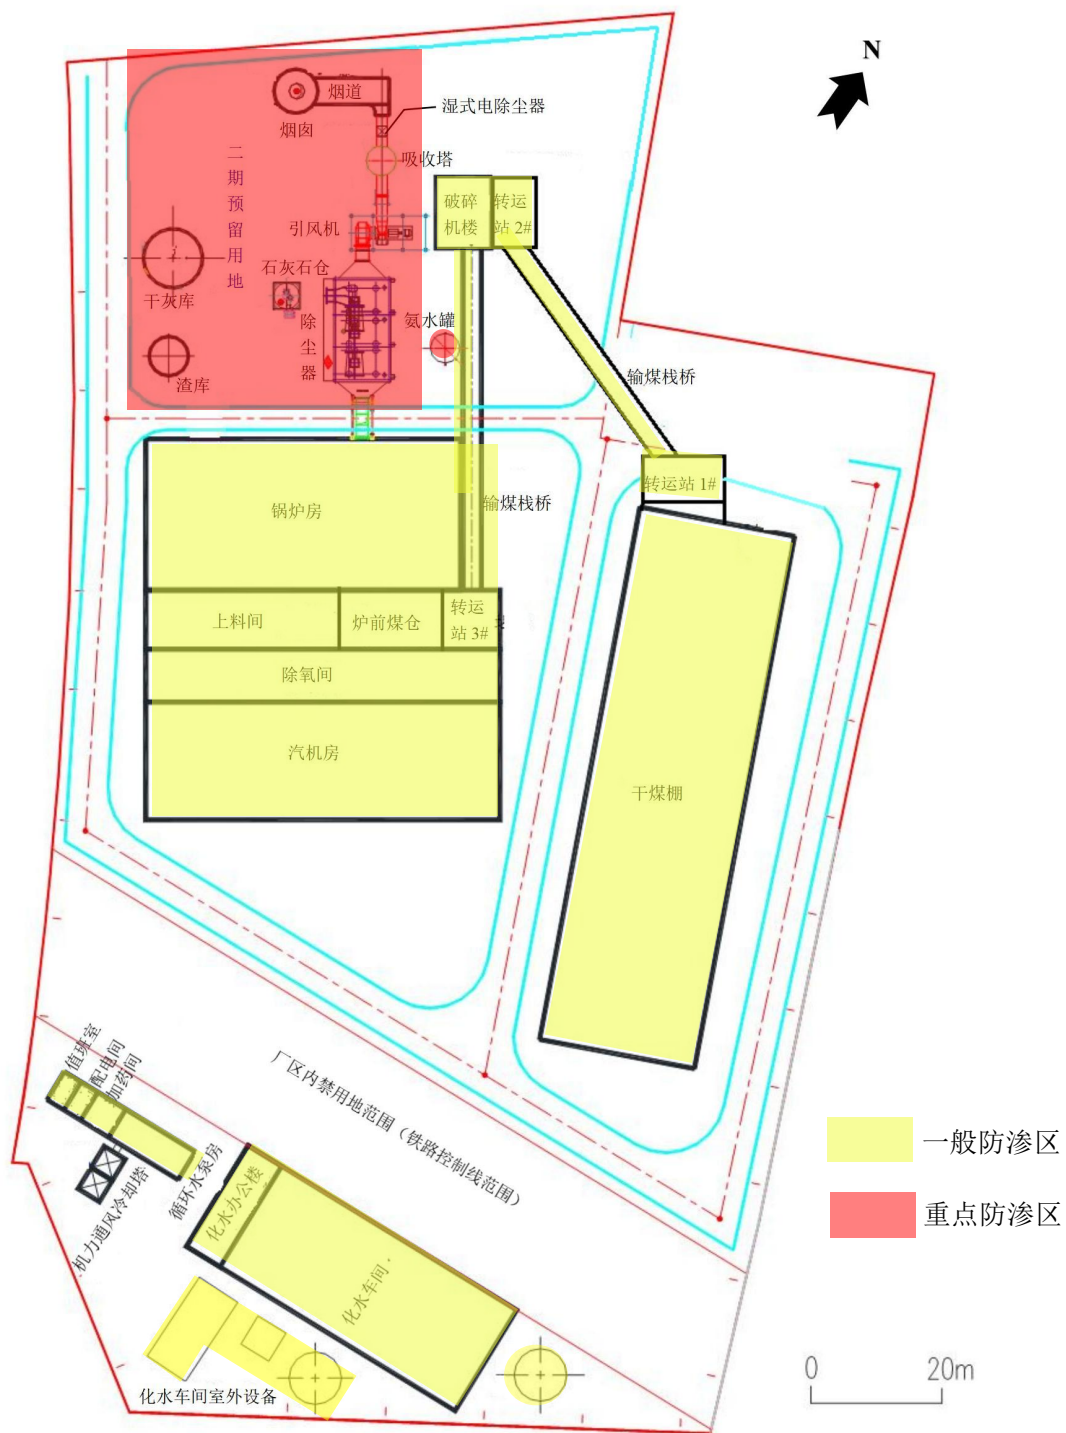 N
烟道
湿式电除尘器
烟囱
吸收塔
二期预留用地
破碎
机楼
转运
站 2#
引风机
石灰石仓
干灰库
除尘器
氨水罐
渣库
输煤栈桥
转运站 1#
锅炉房
输煤栈桥
上料间
炉前煤仓
转运
站 3#
除氧间
汽机房
干煤棚
值班室
配电间
加药间
厂区内禁用地范围（铁路控制线范围）
循环水泵房
机力通风冷却塔
化水办公楼
化水车间
化水车间室外设备
一般防渗区
重点防渗区
0 20m